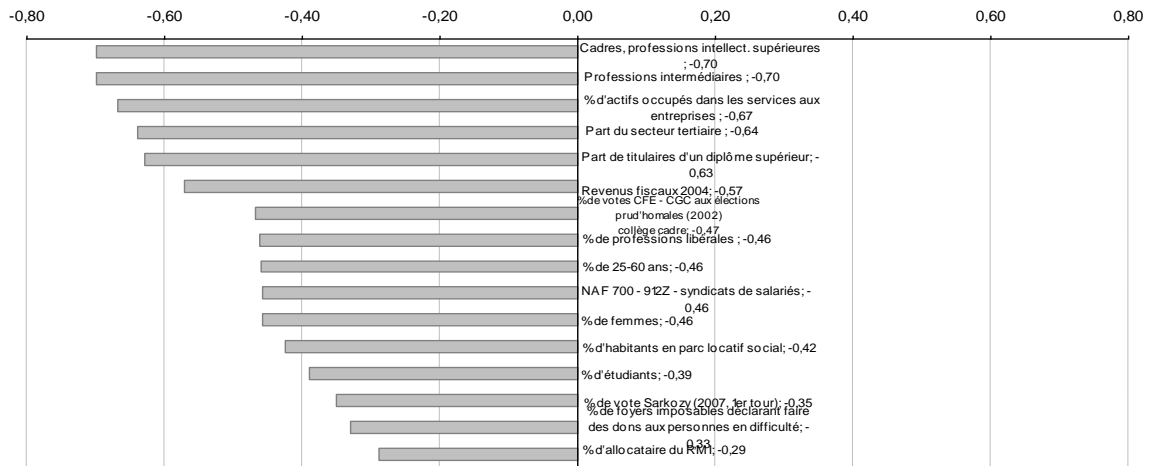 -0,80 -0,60 -0,40 -0,20 0,00 0,20 0,40 0,60 0,80
Cadres, professions intellect. supérieures
; -0,70
Professions intermédiaires ; -0,70
% d'actifs occupés dans les services aux
entreprises ; -0,67
Part du secteur tertiaire ; -0,64
Part de titulaires d'un diplôme supérieur; -
0,63
Revenus fiscaux 2004; -0,57
%de votes CFE - CGC aux élections
prud'homales (2002)
collège cadre; -0,47
% de professions libérales ; -0,46
% de 25-60 ans; -0,46
NAF 700 - 912Z - syndicats de salariés; -
0,46
% de femmes; -0,46
% d'habitants en parc locatif social; -0,42
% d'étudiants; -0,39
% de vote Sarkozy (2007, 1er tour); -0,35
% de foyers imposables déclarant faire
des dons aux personnes en difficulté; -
0,33
% d'allocataire du RMI; -0,29